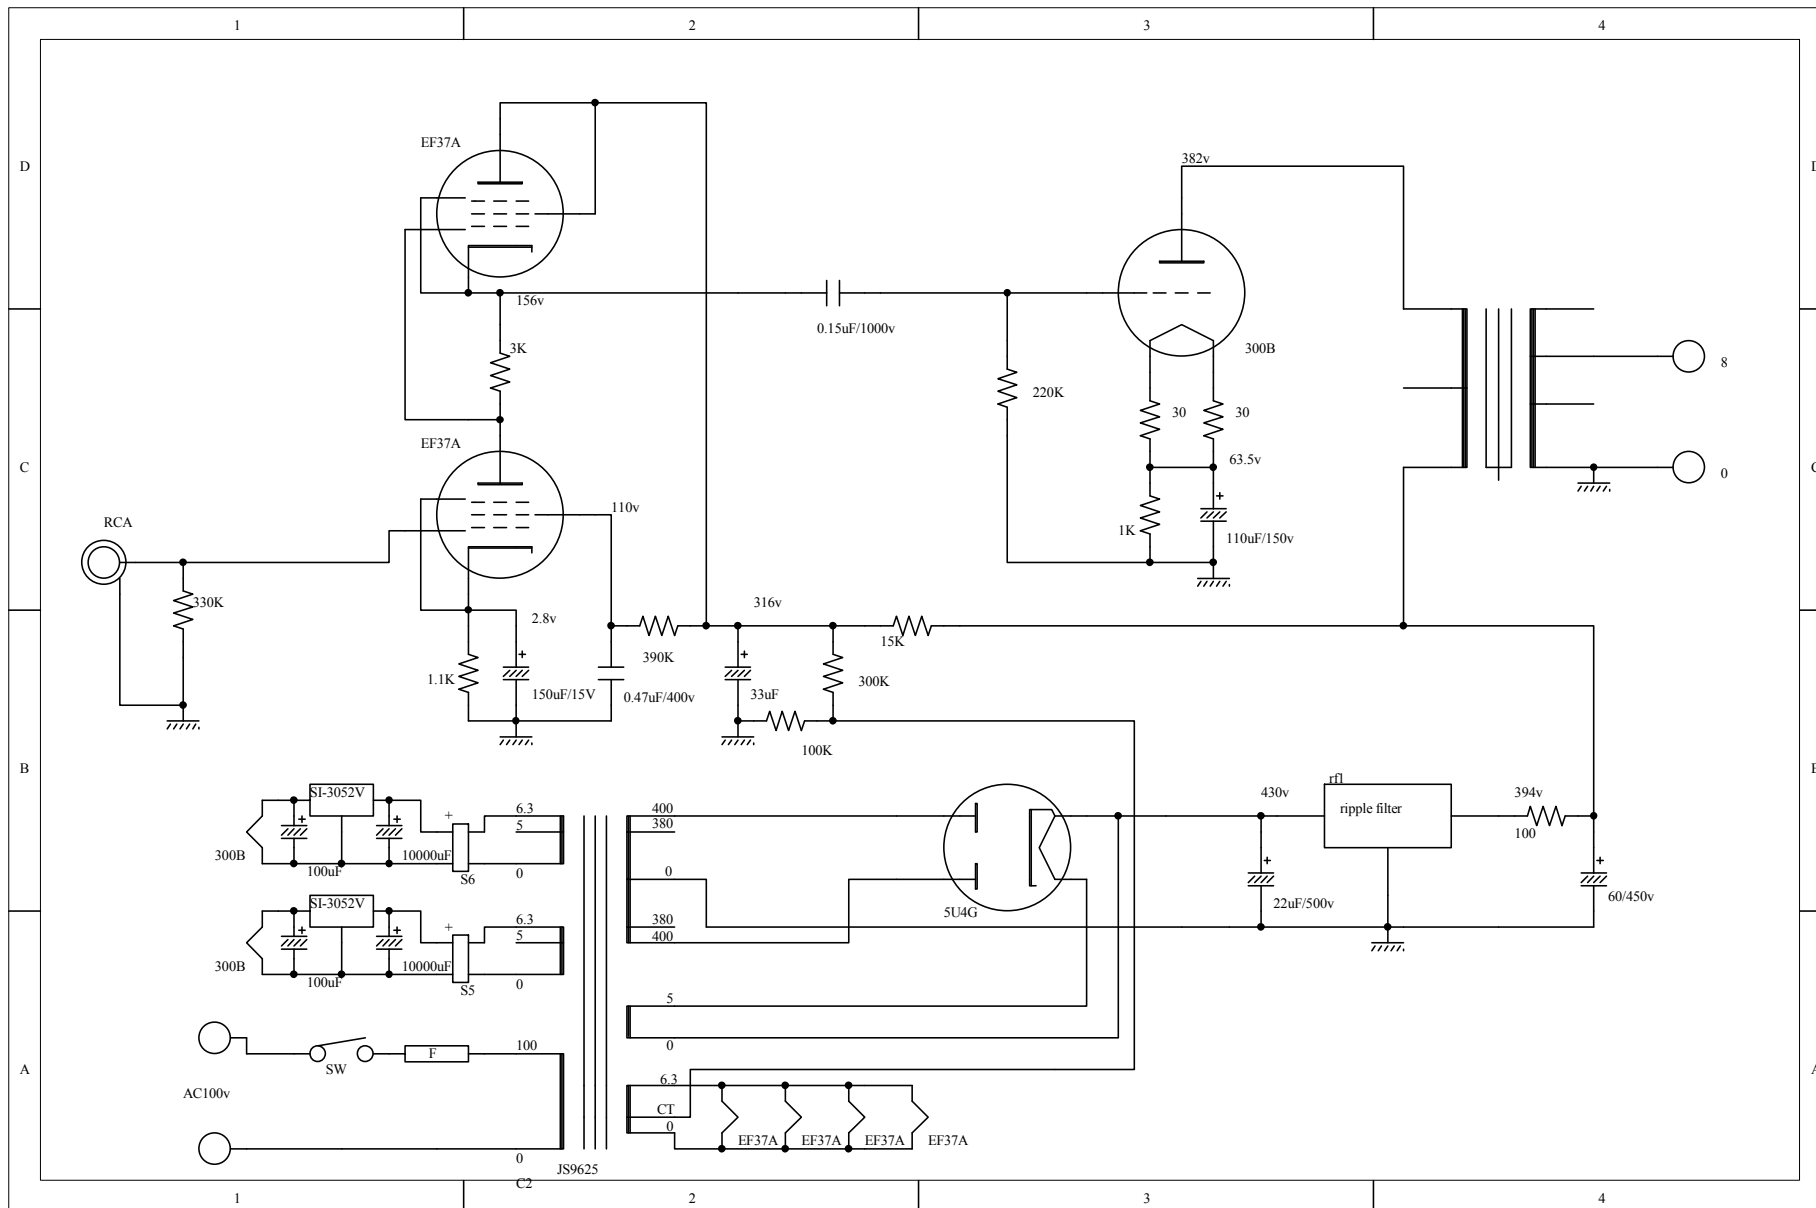 1 2 3 4
D
EF37A
382v
D
156v
0.15uF/1000v
3K
300B
8
220K
30 30
EF37A
63.5v
C
0
110v
RCA
1K
110uF/150v
330K
2.8v
316v
15K
390K
1.1K
150uF/15V
0.47uF/400v
33uF
300K
100K
B
rf1
SI-3052V
+
6.3
5
400
380
430v
ripple filter
394v
100
300B
10000uF
100uF
S6
0
0
60/450v
5U4G
22uF/500v
SI-3052V
+
6.3
5
380
400
300B
10000uF
100uF
S5
0
5
0
100
F
SW
A
AC100v
6.3
CT
0
EF37A EF37A EF37A EF37A
0
JS9625
C2
1 2 3 4